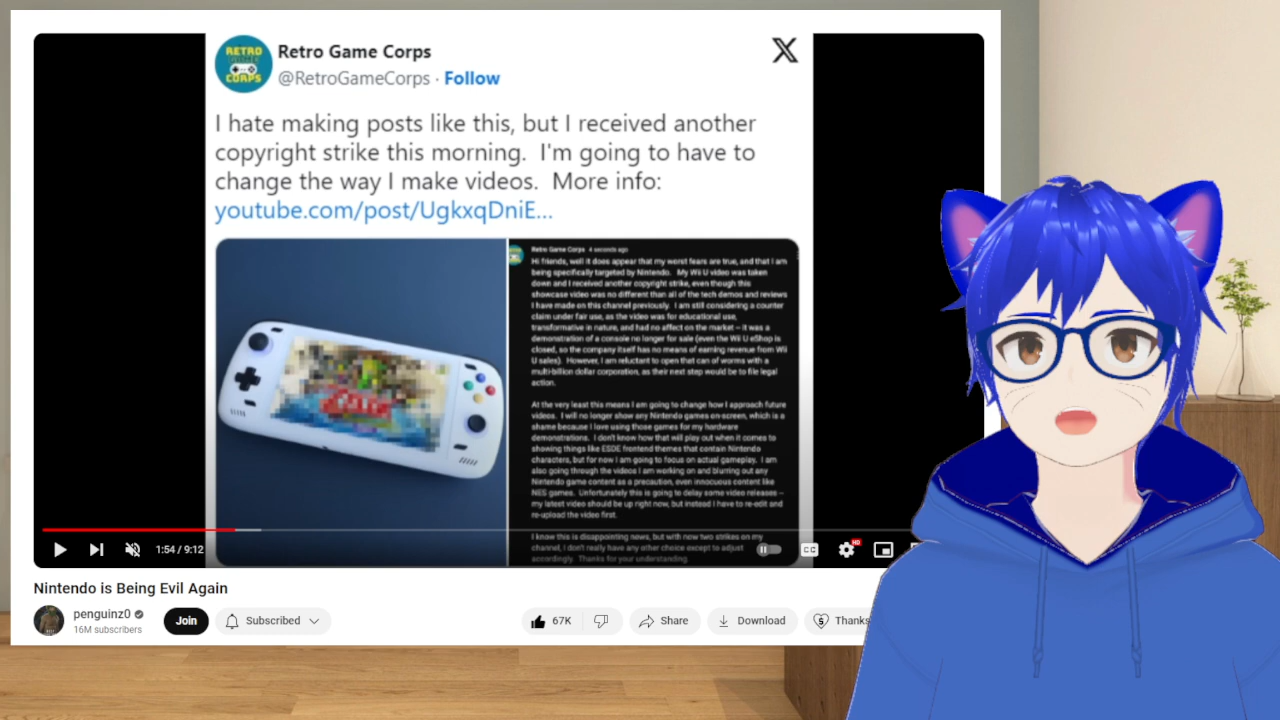 RETRO
GAME
CORPS
Retro Game Corps
@RetroGameCorps · Follow
I hate making posts like this, but I received another
copyright strike this morning. I'm going to have to
change the way I make videos. More info:
youtube.com/post/UgkxqDniE...
Retro Game Corps 4 seconds ago
Hi friends, well it does appear that my worst fears are true, and that I am
being specifically targeted by Nintendo. My Wii U video was taken
down and I received another copyright strike, even though this
showcase video was no different than all of the tech demos and reviews
I have made on this channel previously. I am still considering a counter
claim under fair use, as the video was for educational use,
transformative in nature, and had no affect on the market – it was a
demonstration of a console no longer for sale (even the Wii U eShop is
closed, so the company itself has no means of earning revenue from Wii
U sales). However, I am reluctant to open that can of worms with a
multi-billion dollar corporation, as their next step would be to file legal
action.
At the very least this means I am going to change how I approach future
videos. I will no longer show any Nintendo games on-screen, which is a
shame because I love using those games for my hardware
demonstrations. I don't know how that will play out when it comes to
showing things like ESDE frontend themes that contain Nintendo
characters, but for now I am going to focus on actual gameplay. I am
also going through the videos I am working on and blurring out any
Nintendo game content as a precaution, even innocuous content like
NES games. Unfortunately this is going to delay some video releases –
my latest video should be up right now, but instead I have to re-edit and
re-upload the video first.
I know this is disappointing news, but with now two strikes on my
channel, I don't really have any other choice except to adjust
accordingly. Thanks for your understanding.
1:54 / 9:12
CC
HD
Nintendo is Being Evil Again
penguinz0
16M subscribers
Join
Subscribed
67K
Share
Download
Thanks